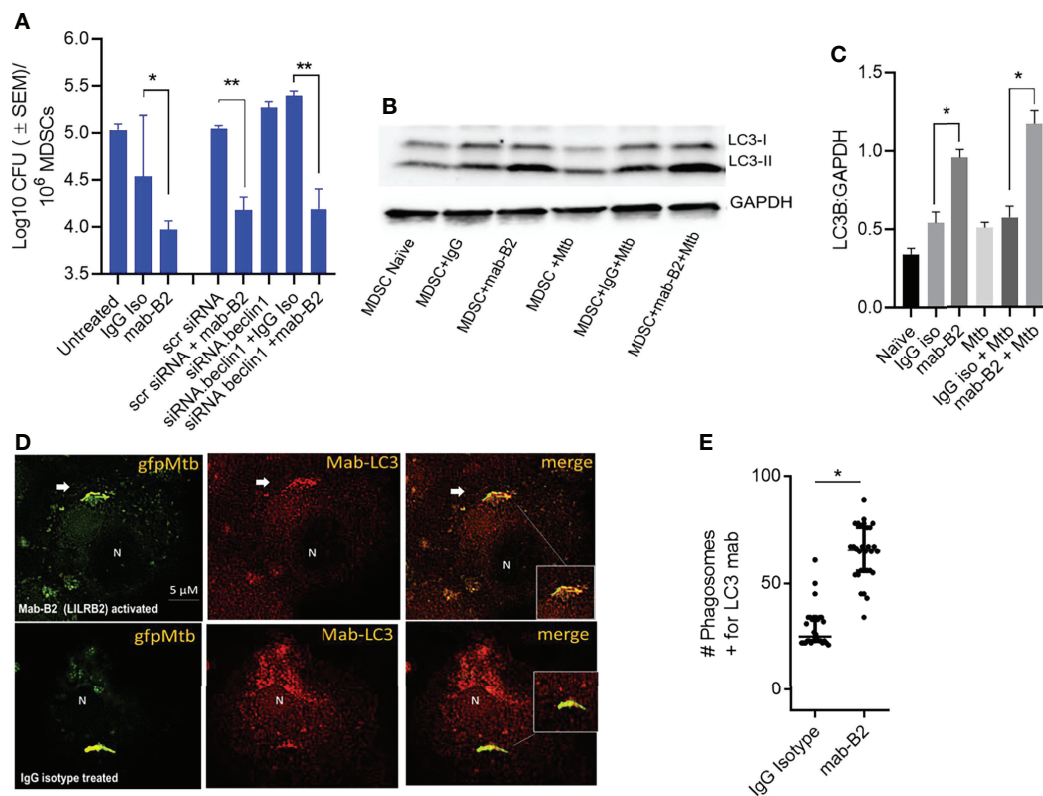 A
Log10 CFU ( ± SEM)/
10⁶ MDSCs
6.0
5.5
5.0
4.5
4.0
3.5
*
**
**
Untreated
IgG Iso
mab-B2
scr siRNA
scr siRNA + mab-B2
siRNA.beclin1
siRNA.beclin1 +IgG Iso
siRNA beclin1 +mab-B2
B
LC3-I
LC3-II
GAPDH
MDSC Naïve
MDSC+IgG
MDSC+mab-B2
MDSC +Mtb
MDSC+IgG+Mtb
MDSC+mab-B2+Mtb
C
LC3B:GAPDH
1.5
1.0
0.5
0.0
*
*
Naïve
IgG iso
mab-B2
Mtb
IgG iso + Mtb
mab-B2 + Mtb
D
gfpMtb
N
5 µM
Mab-B2 (LILRB2) activated
Mab-LC3
N
merge
N
gfpMtb
N
IgG isotype treated
Mab-LC3
N
merge
N
E
# Phagosomes
+ for LC3 mab
100
50
0
*
IgG Isotype
mab-B2